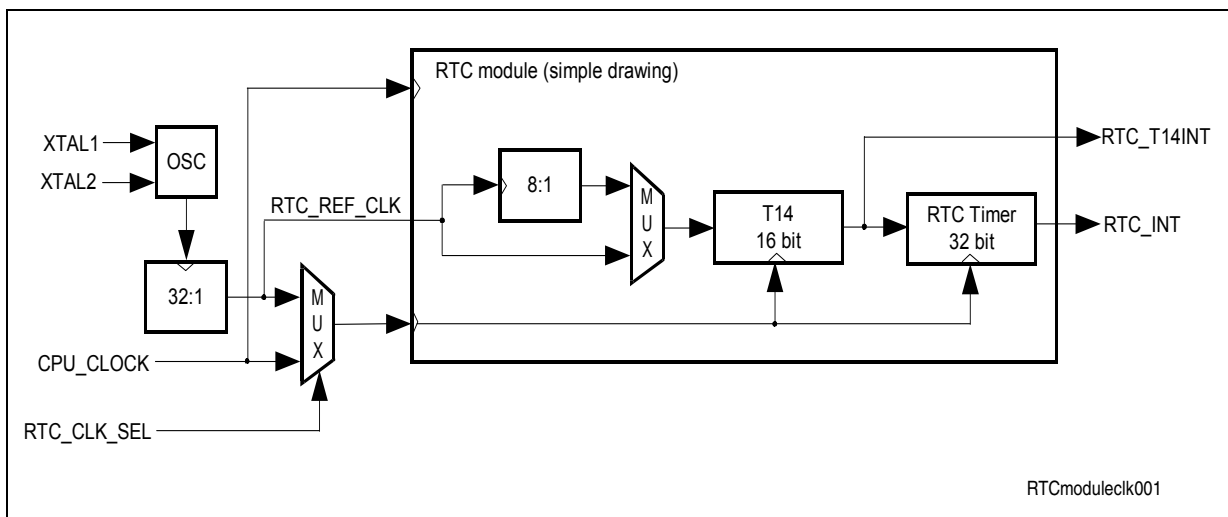 RTC module (simple drawing)
XTAL1
XTAL2
OSC
32:1
RTC_REF_CLK
8:1
M
U
X
T14
16 bit
RTC Timer
32 bit
RTC_T14INT
RTC_INT
M
U
X
CPU_CLOCK
RTC_CLK_SEL
RTCmoduleclk001